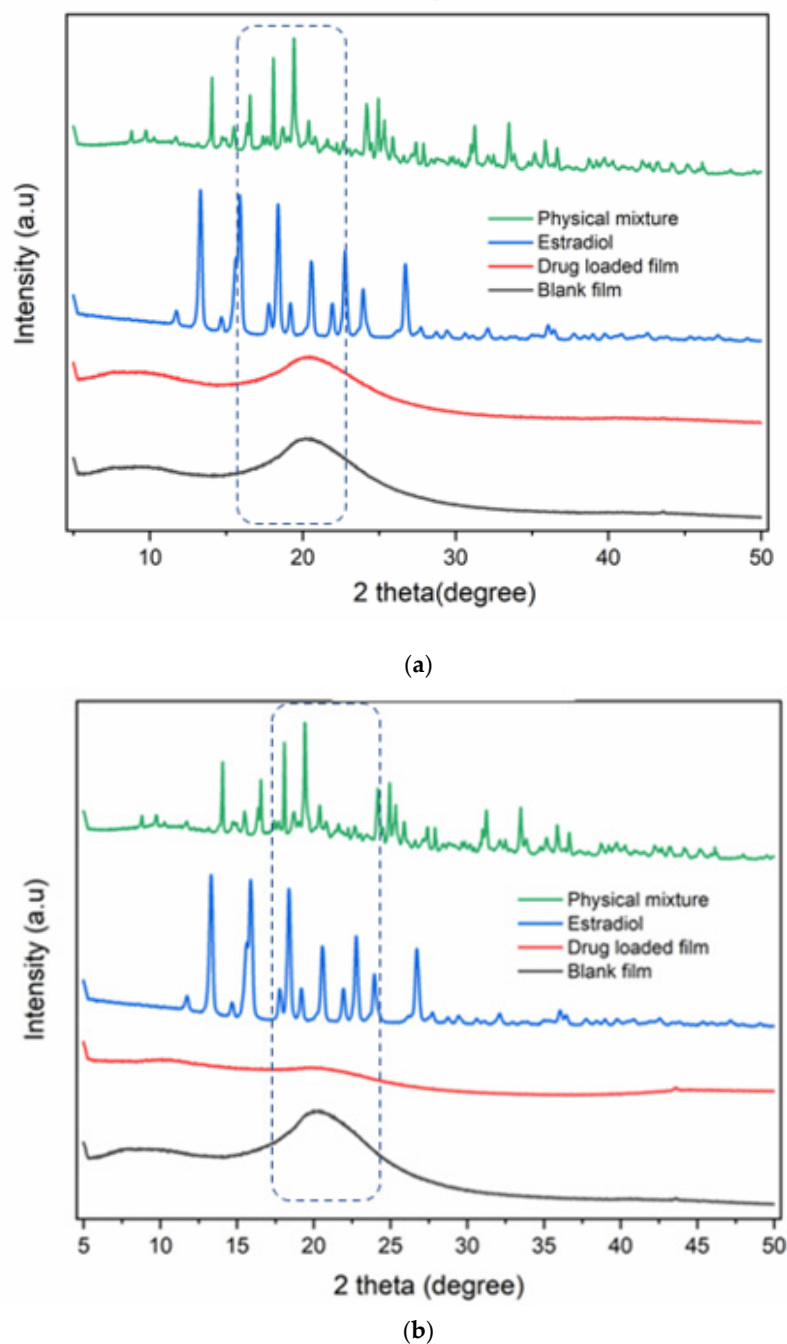 Intensity (a.u)
Physical mixture
Estradiol
Drug loaded film
Blank film
10 20 30 40 50
2 theta(degree)
(a)
Intensity (a.u)
Physical mixture
Estradiol
Drug loaded film
Blank film
5 10 15 20 25 30 35 40 45 50
2 theta (degree)
(b)